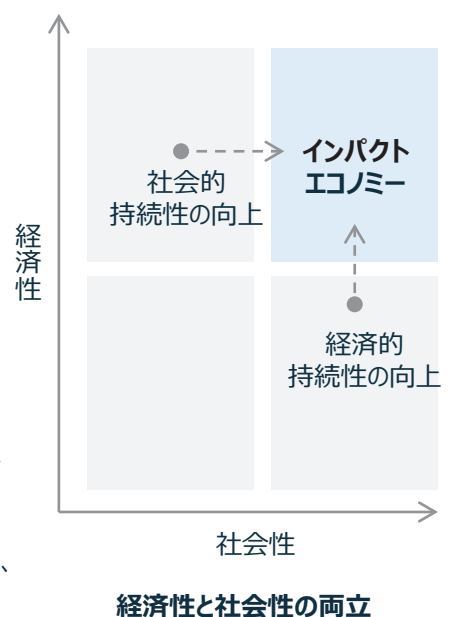 インパクト
エコノミー
社会的
持続性の向上
経済性
経済的
持続性の向上
社会性
、
経済性と社会性の両立